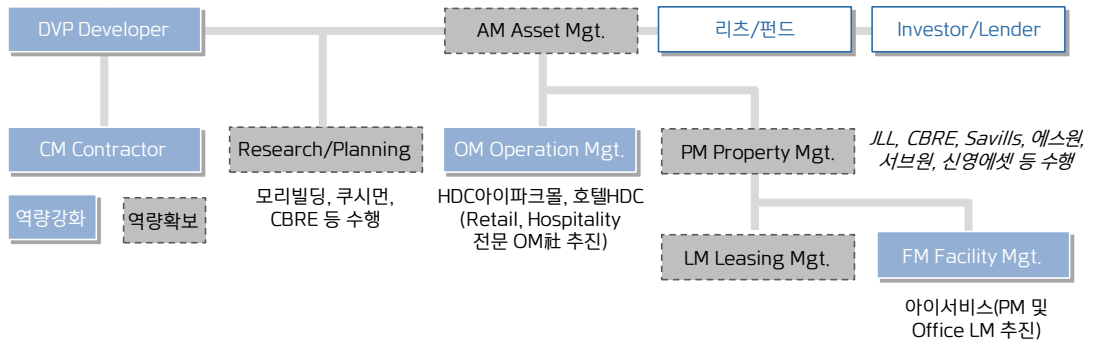 DVP Developer
AM Asset Mgt.
리츠/펀드
Investor/Lender
CM Contractor
Research/Planning
OM Operation Mgt.
PM Property Mgt.
JLL, CBRE, Savills, 에스원,
서브원, 신영에셋 등 수행
모리빌딩, 쿠시먼,
CBRE 등 수행
HDC아이파크몰, 호텔HDC
(Retail, Hospitality
전문 OM社 추진)
역량강화
역량확보
LM Leasing Mgt.
FM Facility Mgt.
아이서비스(PM 및
Office LM 추진)